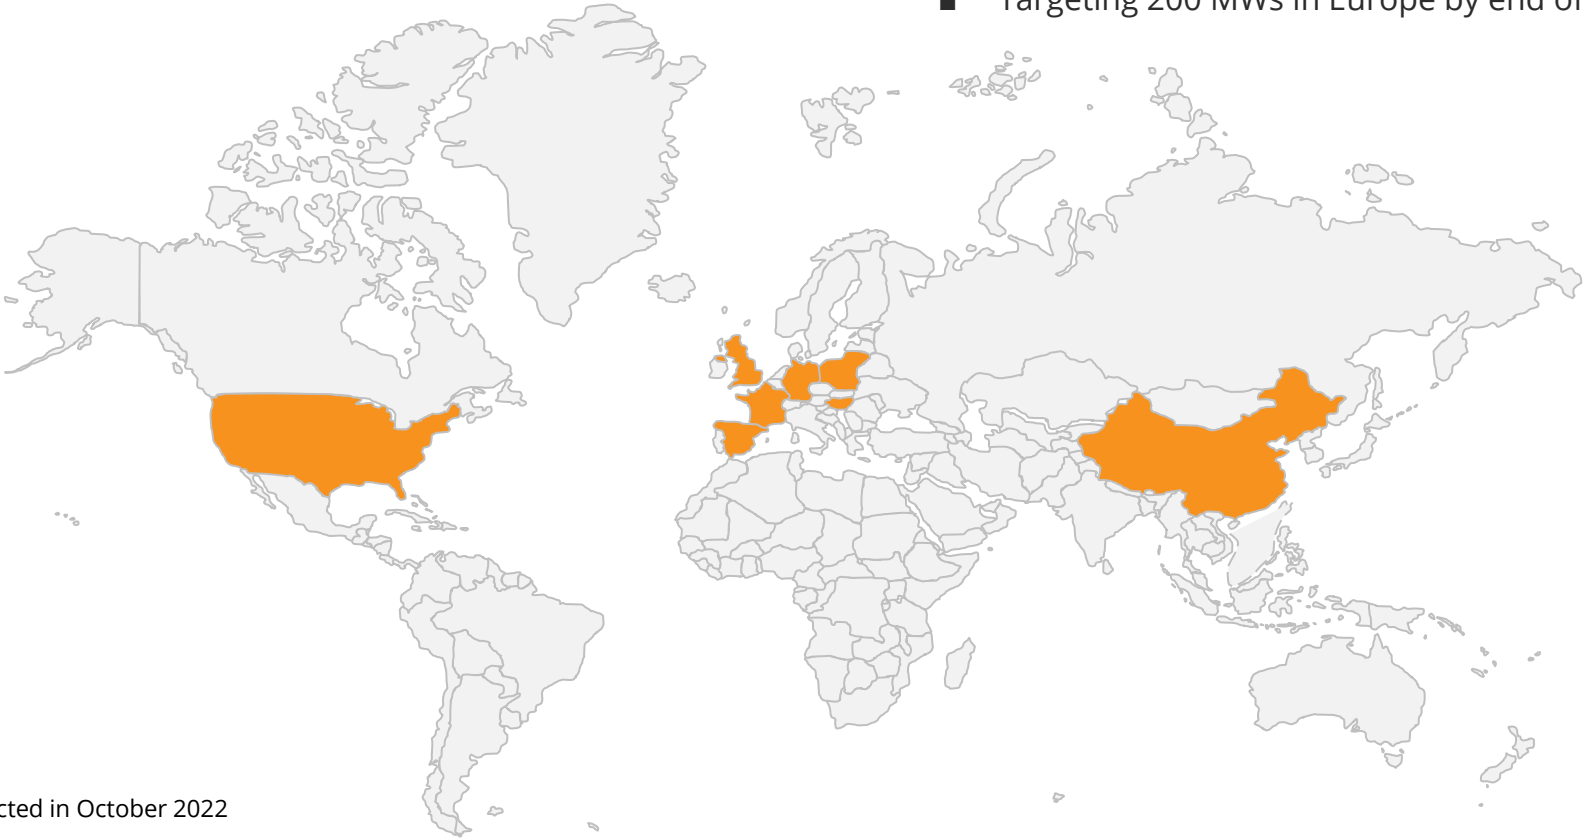 ■ Targeting 200 MWs in Europe by end of
cted in October 2022